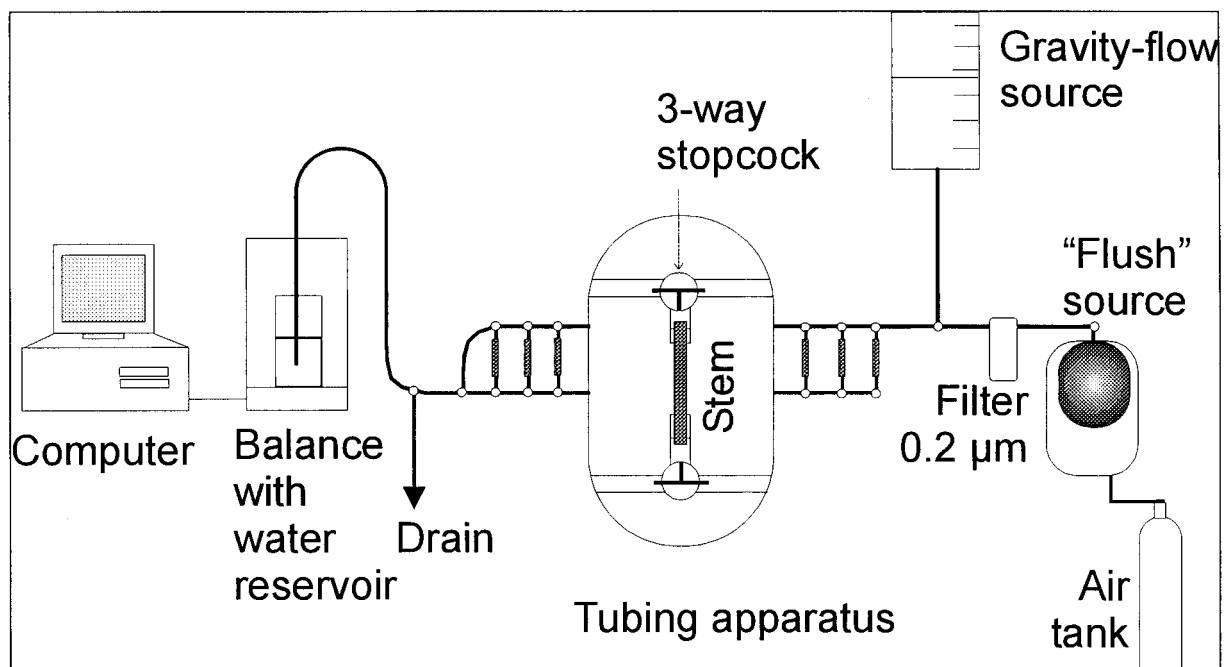 Gravity-flow
source
3-way
stopcock
“Flush”
source
Stem
Filter
0.2 µm
Computer
Balance
with
water
reservoir
Drain
Air
tank
Tubing apparatus